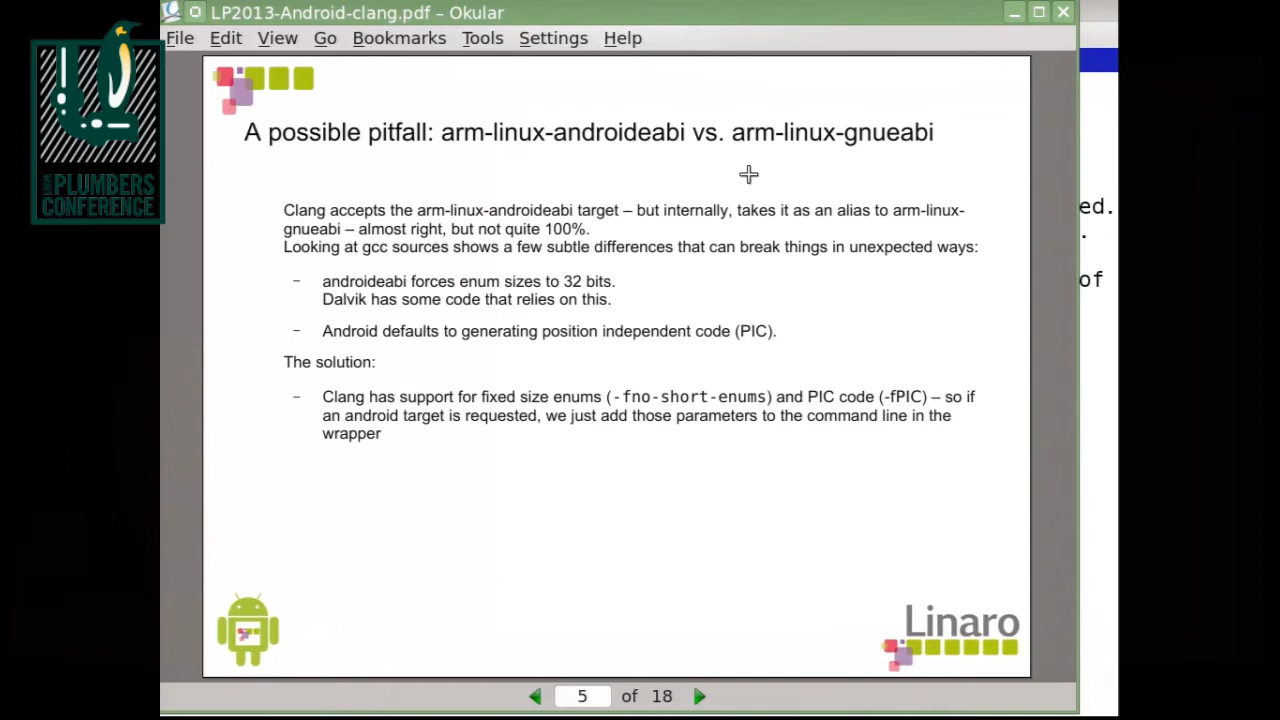 LP2013-Android-clang.pdf – Okular
File Edit View Go Bookmarks Tools Settings Help
LINUX
PLUMBERS
CONFERENCE
A possible pitfall: arm-linux-androideabi vs. arm-linux-gnueabi
Clang accepts the arm-linux-androideabi target – but internally, takes it as an alias to arm-linux-
gnueabi – almost right, but not quite 100%.
Looking at gcc sources shows a few subtle differences that can break things in unexpected ways:
– androideabi forces enum sizes to 32 bits.
Dalvik has some code that relies on this.
– Android defaults to generating position independent code (PIC).
The solution:
– Clang has support for fixed size enums (-fno-short-enums) and PIC code (-fPIC) – so if
an android target is requested, we just add those parameters to the command line in the
wrapper
Linaro
5 of 18
ed.
.
of